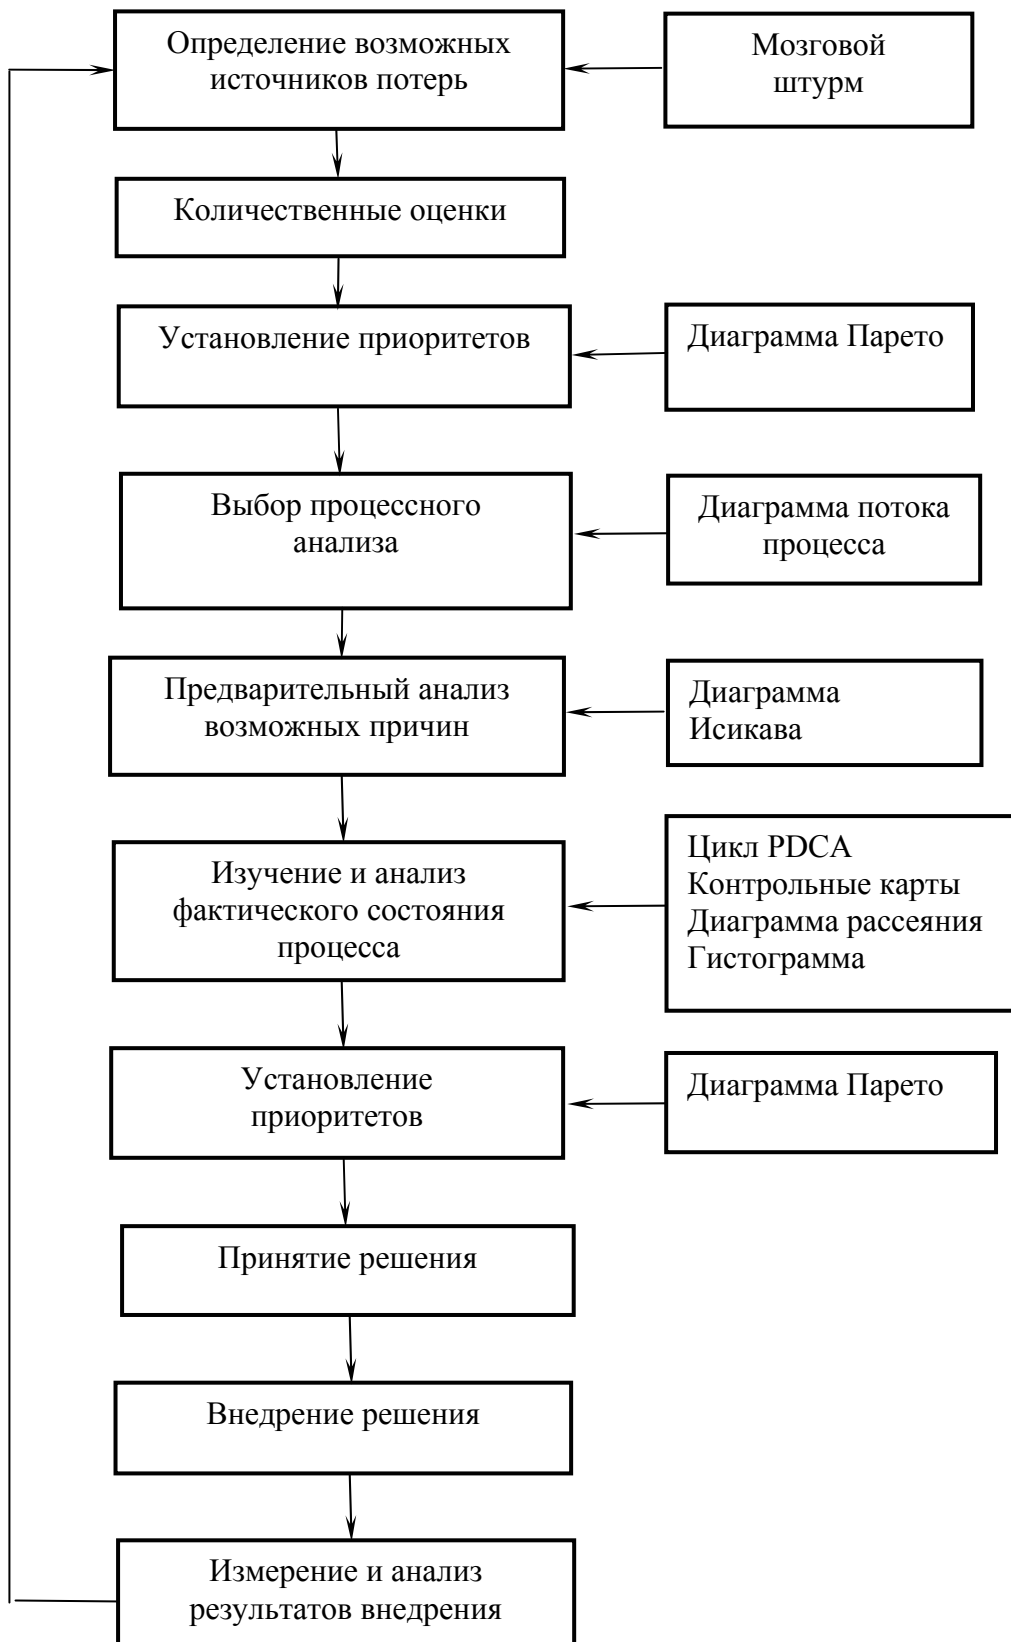 Определение возможных
источников потерь
Мозговой
штурм
Количественные оценки
Установление приоритетов
Диаграмма Парето
Выбор процессного
анализа
Диаграмма потока
процесса
Предварительный анализ
возможных причин
Диаграмма
Исикава
Изучение и анализ
фактического состояния
процесса
Цикл PDCA
Контрольные карты
Диаграмма рассеяния
Гистограмма
Установление
приоритетов
Диаграмма Парето
Принятие решения
Внедрение решения
Измерение и анализ
результатов внедрения